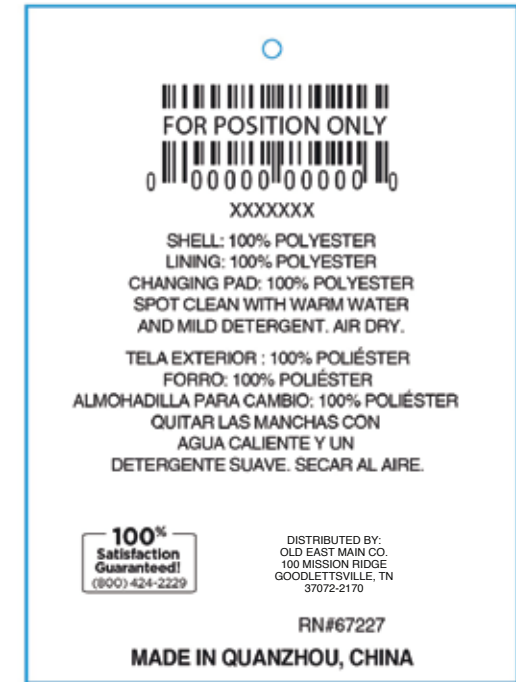 FOR POSITION ONLY
0 00000 00000 0
XXXXXXX
SHELL: 100% POLYESTER
LINING: 100% POLYESTER
CHANGING PAD: 100% POLYESTER
SPOT CLEAN WITH WARM WATER
AND MILD DETERGENT. AIR DRY.
TELA EXTERIOR : 100% POLIÉSTER
FORRO: 100% POLIÉSTER
ALMOHADILLA PARA CAMBIO: 100% POLIÉSTER
QUITAR LAS MANCHAS CON
AGUA CALIENTE Y UN
DETERGENTE SUAVE. SECAR AL AIRE.
100%
Satisfaction
Guaranteed!
(800) 424-2229
DISTRIBUTED BY:
OLD EAST MAIN CO.
100 MISSION RIDGE
GOODLETTSVILLE, TN
37072-2170
RN#67227
MADE IN QUANZHOU, CHINA